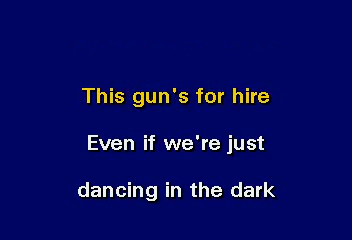 This gun's for hire
Even if we're just
dancing in the dark